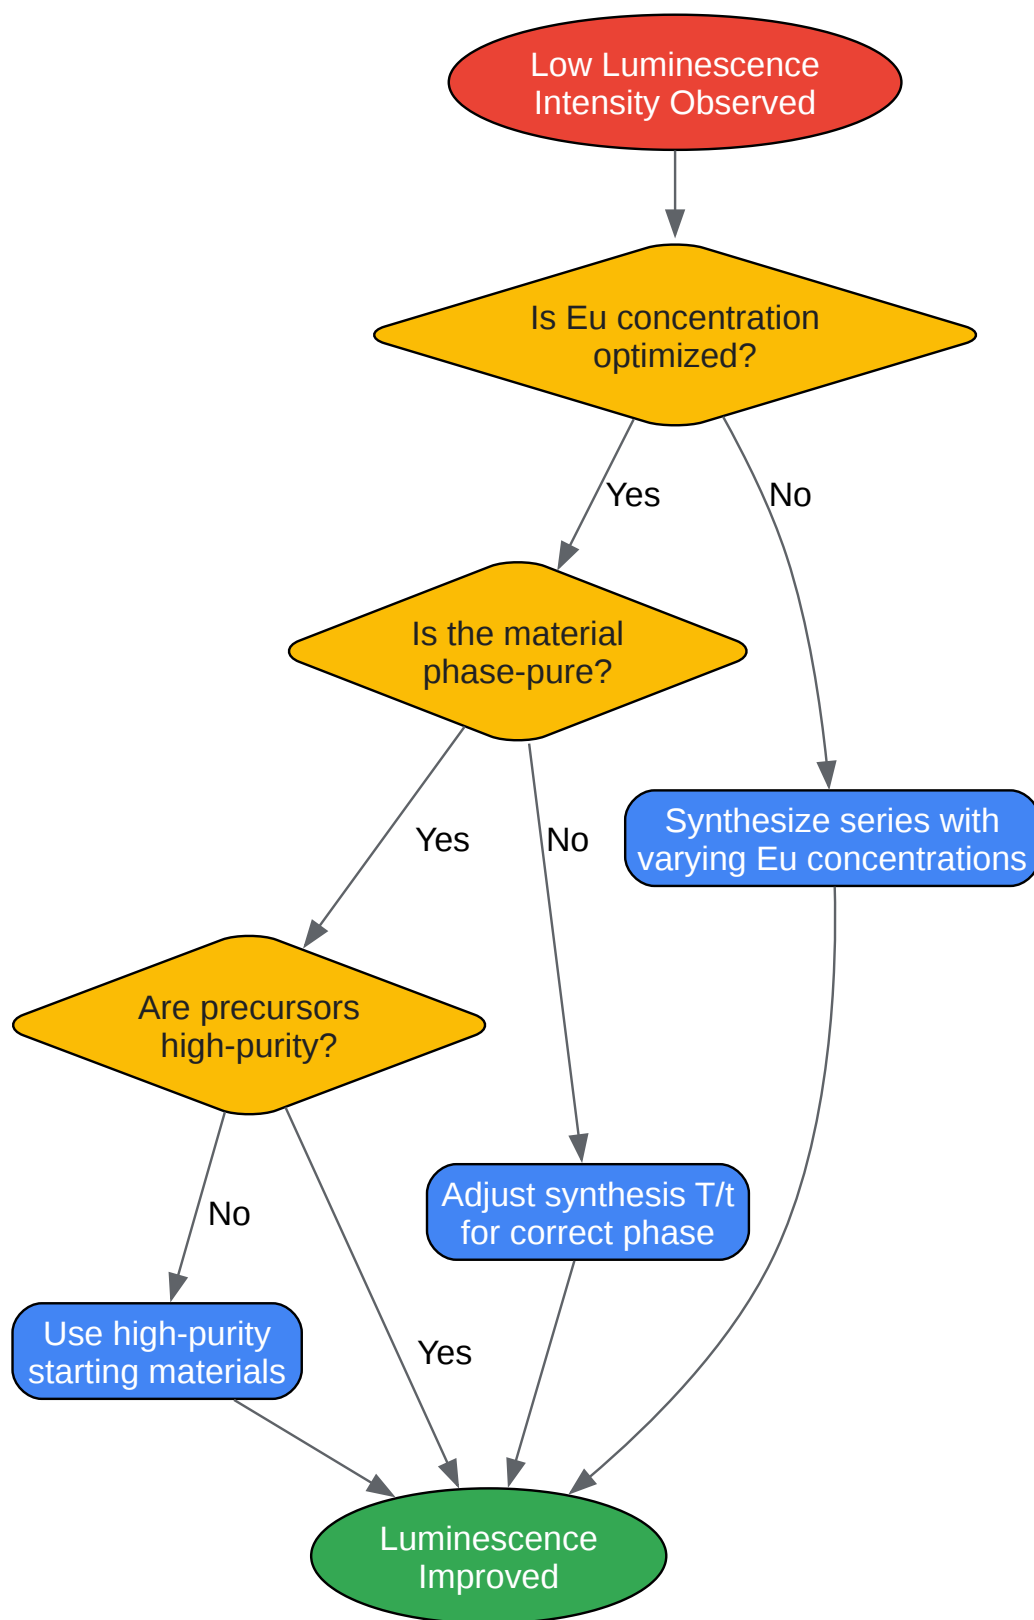 Low Luminescence
Intensity Observed
Is Eu concentration
optimized?
Yes
No
Is the material
phase-pure?
Yes
No
Synthesize series with
varying Eu concentrations
Are precursors
high-purity?
No
Yes
Adjust synthesis T/t
for correct phase
Use high-purity
starting materials
Luminescence
Improved